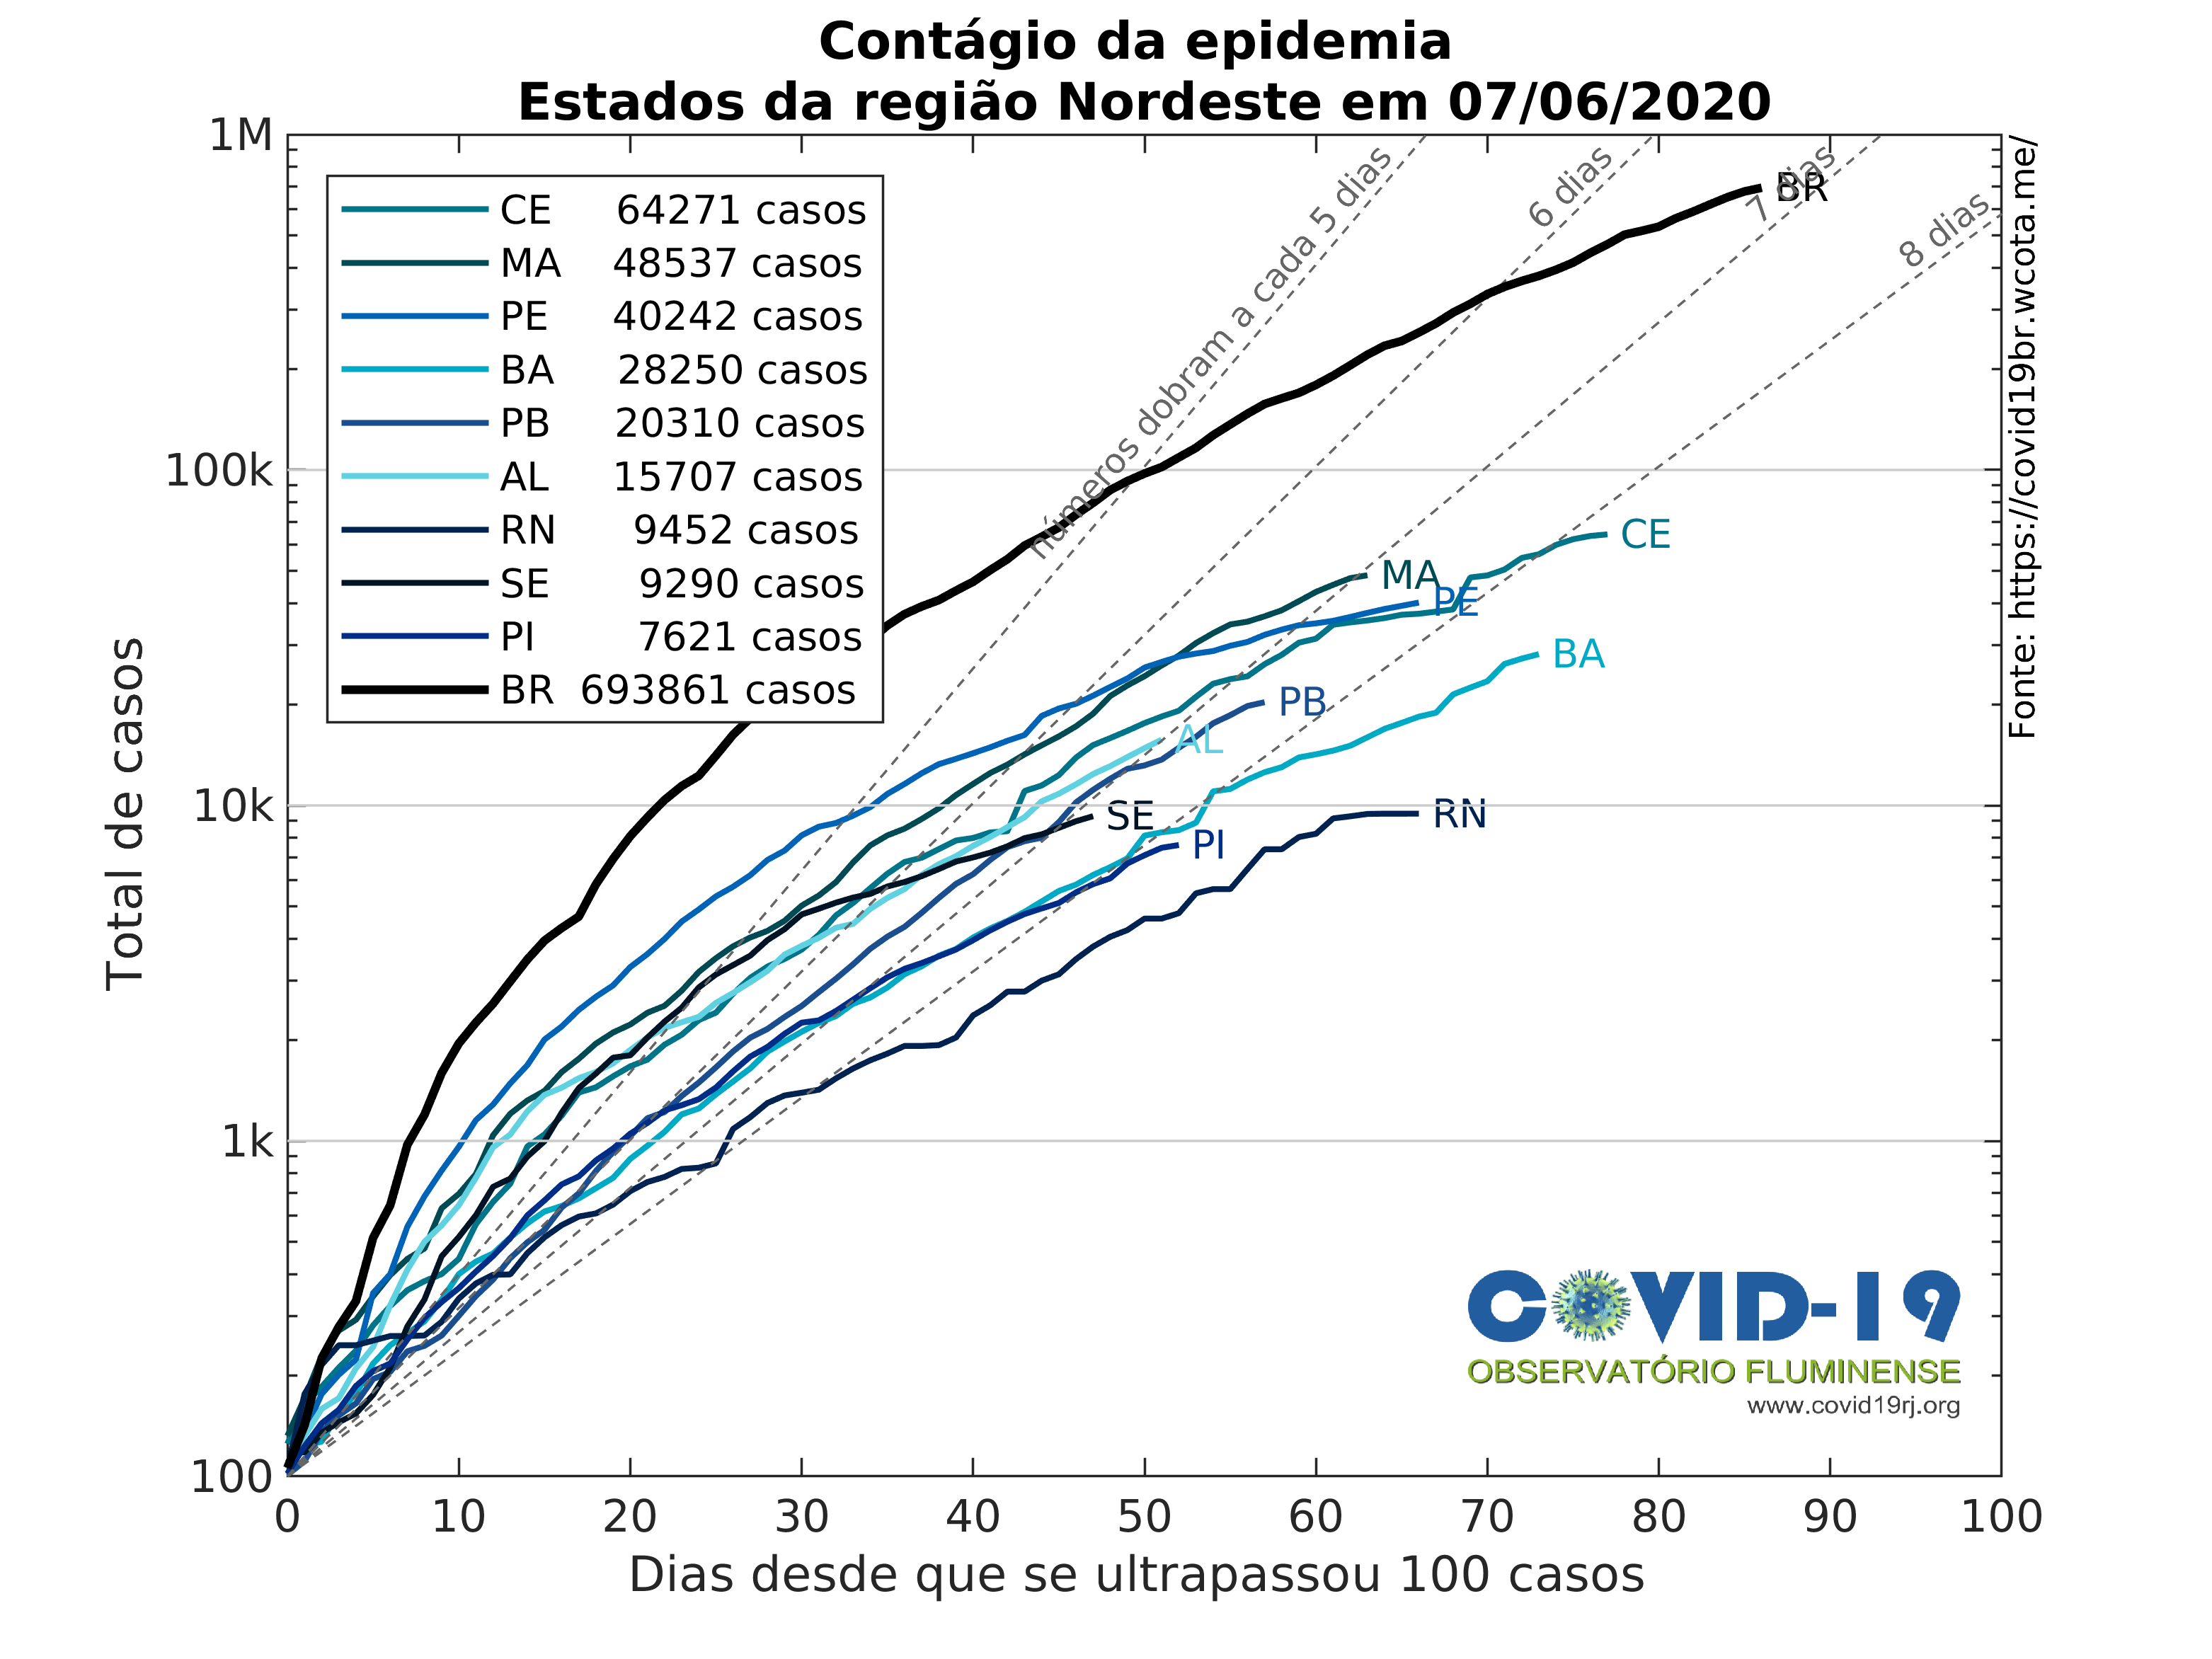 Contágio da epidemia
Estados da região Nordeste em 07/06/2020
1M
100k
10k
1k
100
Total de casos
CE 64271 casos
MA 48537 casos
PE 40242 casos
BA 28250 casos
PB 20310 casos
AL 15707 casos
RN 9452 casos
SE 9290 casos
PI 7621 casos
BR 693861 casos
números dobram a cada 5 dias
6 dias
7 dias
8 dias
BR
CE
MA
PE
BA
PB
AL
SE
RN
PI
Fonte: https://covid19br.wcota.me/
COVID-19
OBSERVATÓRIO FLUMINENSE
www.covid19rj.org
0 10 20 30 40 50 60 70 80 90 100
Dias desde que se ultrapassou 100 casos